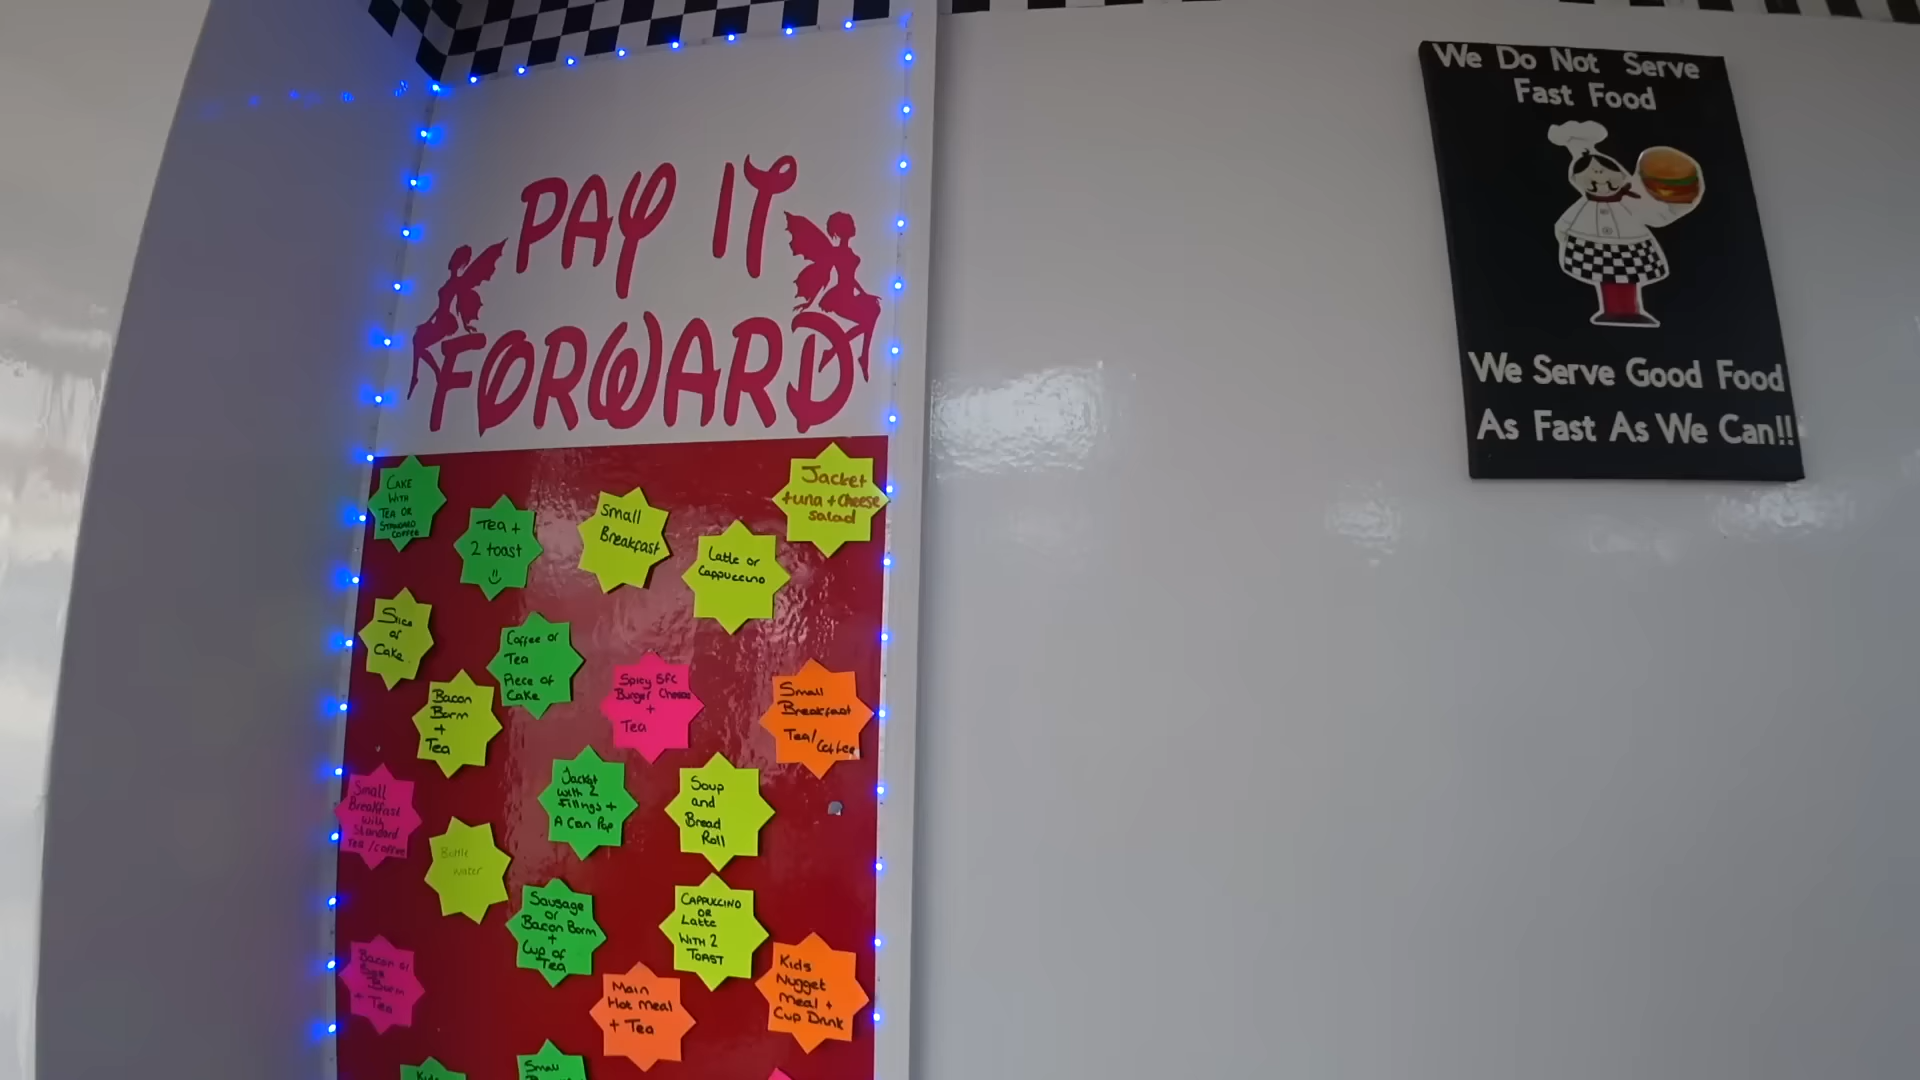 PAY IT
FORWARD
We Do Not Serve
Fast Food
We Serve Good Food
As Fast As We Can!!
CAKE
WITH
TEA OR
STANDARD
COFFEE
Tea +
2 toast
Small
Breakfast
Latte or
Cappuccino
Jacket
tuna + cheese
salad
Slice
of
Cake
Coffee or
Tea
Piece of
Cake
Bacon
Barm
+
Tea
Spicy SFC
Burger Cheese
+
Tea
Small
Breakfast
Tea/Coffee
Small
Breakfast
with
Standard
Tea/coffee
Jacket
with 2
fillings +
A Can Pop
Soup
and
Bread
Roll
Bottle
water
Sausage
or
Bacon Barm
+
Cup of
Tea
CAPPUCCINO
OR
Latte
WITH 2
TOAST
Bacon or
Barm
+ Tea
Main
Hot meal
+ Tea
Kids
Nugget
meal +
Cup Drink
Kids
Small